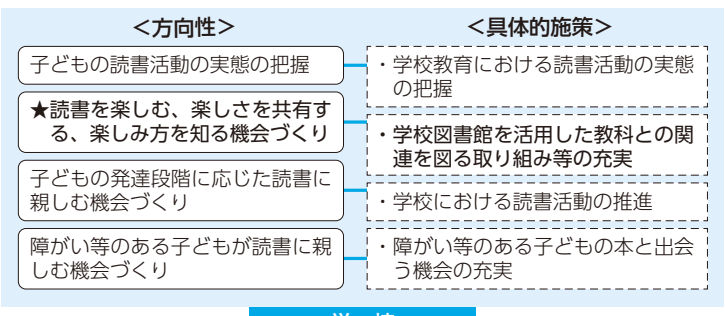 ＜方向性＞
子どもの読書活動の実態の把握
★読書を楽しむ、楽しさを共有す
る、楽しみ方を知る機会づくり
子どもの発達段階に応じた読書に
親しむ機会づくり
障がい等のある子どもが読書に親
しむ機会づくり
＜具体的施策＞
・学校教育における読書活動の実態
の把握
・学校図書館を活用した教科との関
連を図る取り組み等の充実
・学校における読書活動の推進
・障がい等のある子どもの本と出会
う機会の充実